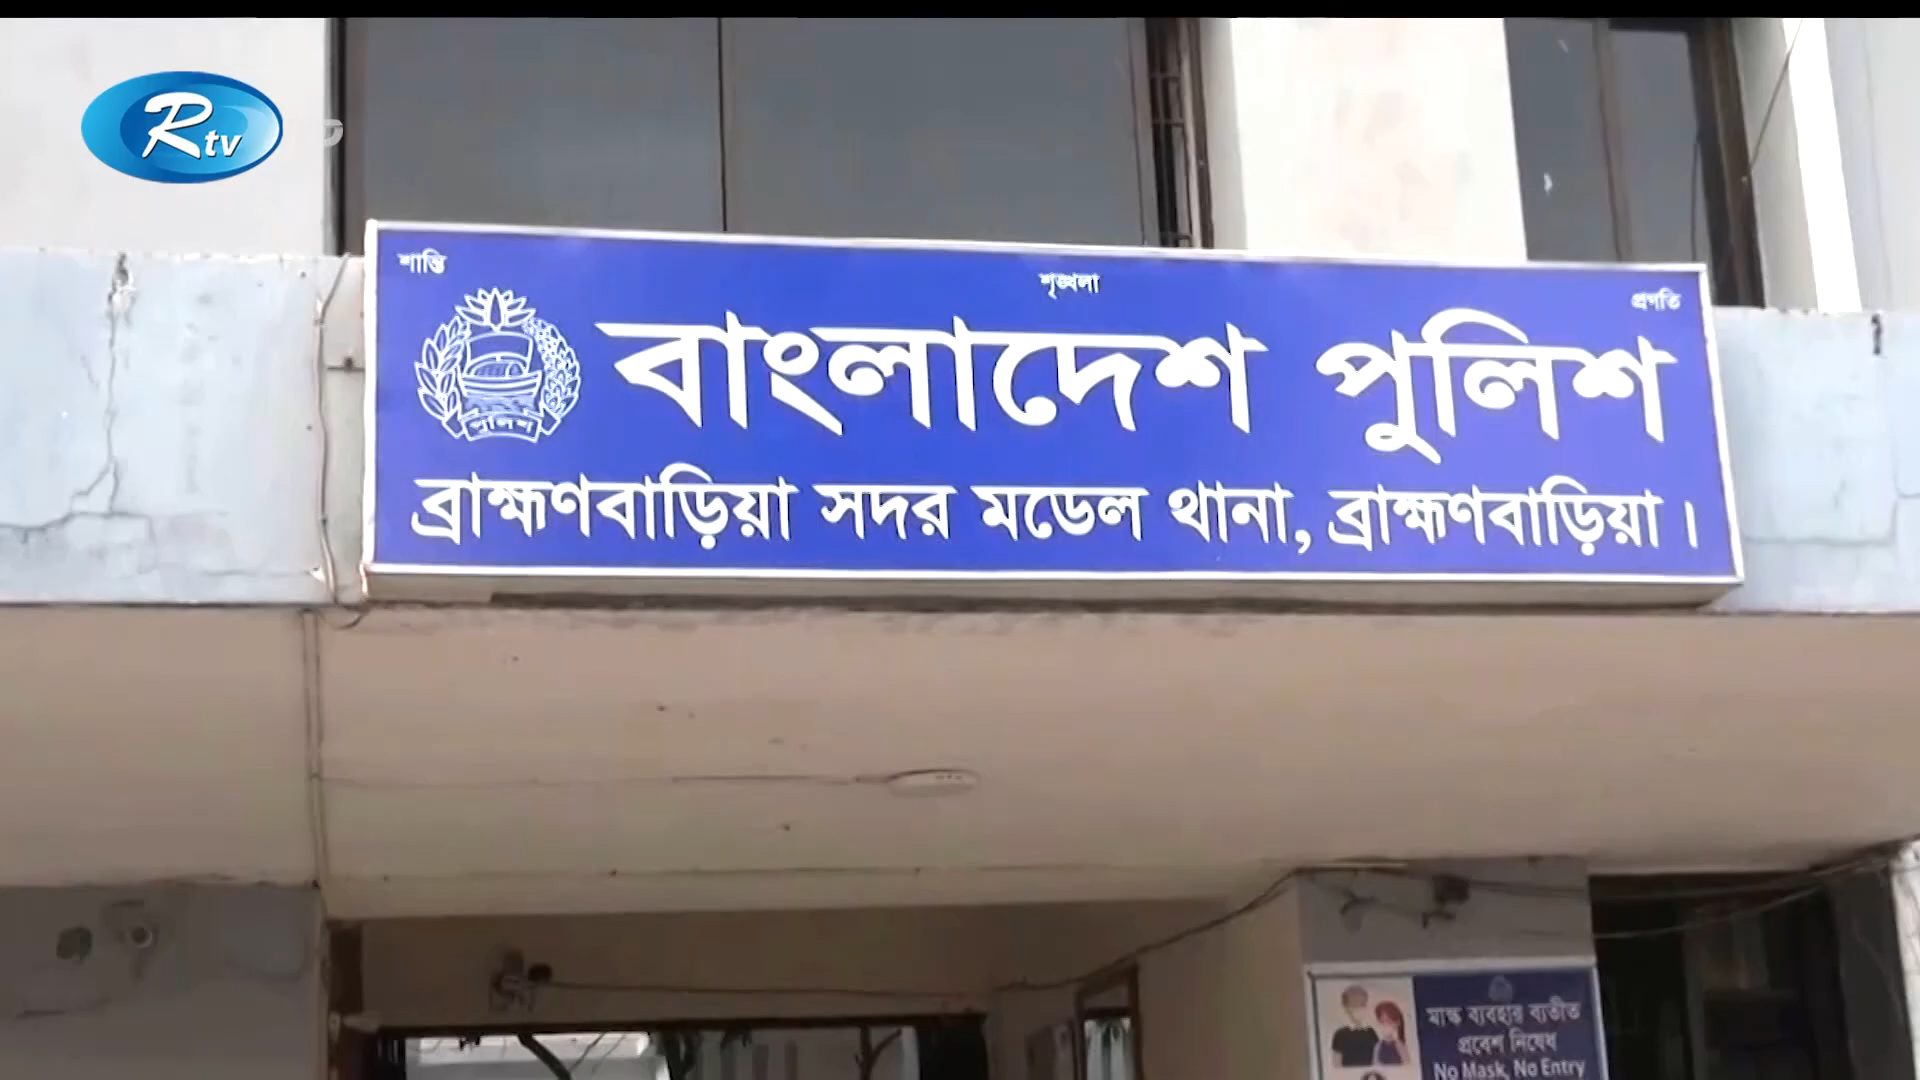 Rtv
শান্তি শৃঙ্খলা প্রগতি
বাংলাদেশ পুলিশ
পুলিশ
ব্রাহ্মণবাড়িয়া সদর মডেল থানা, ব্রাহ্মণবাড়িয়া।
মাস্ক ব্যবহার ব্যতীত
প্রবেশ নিষেধ
No Mask, No Entry